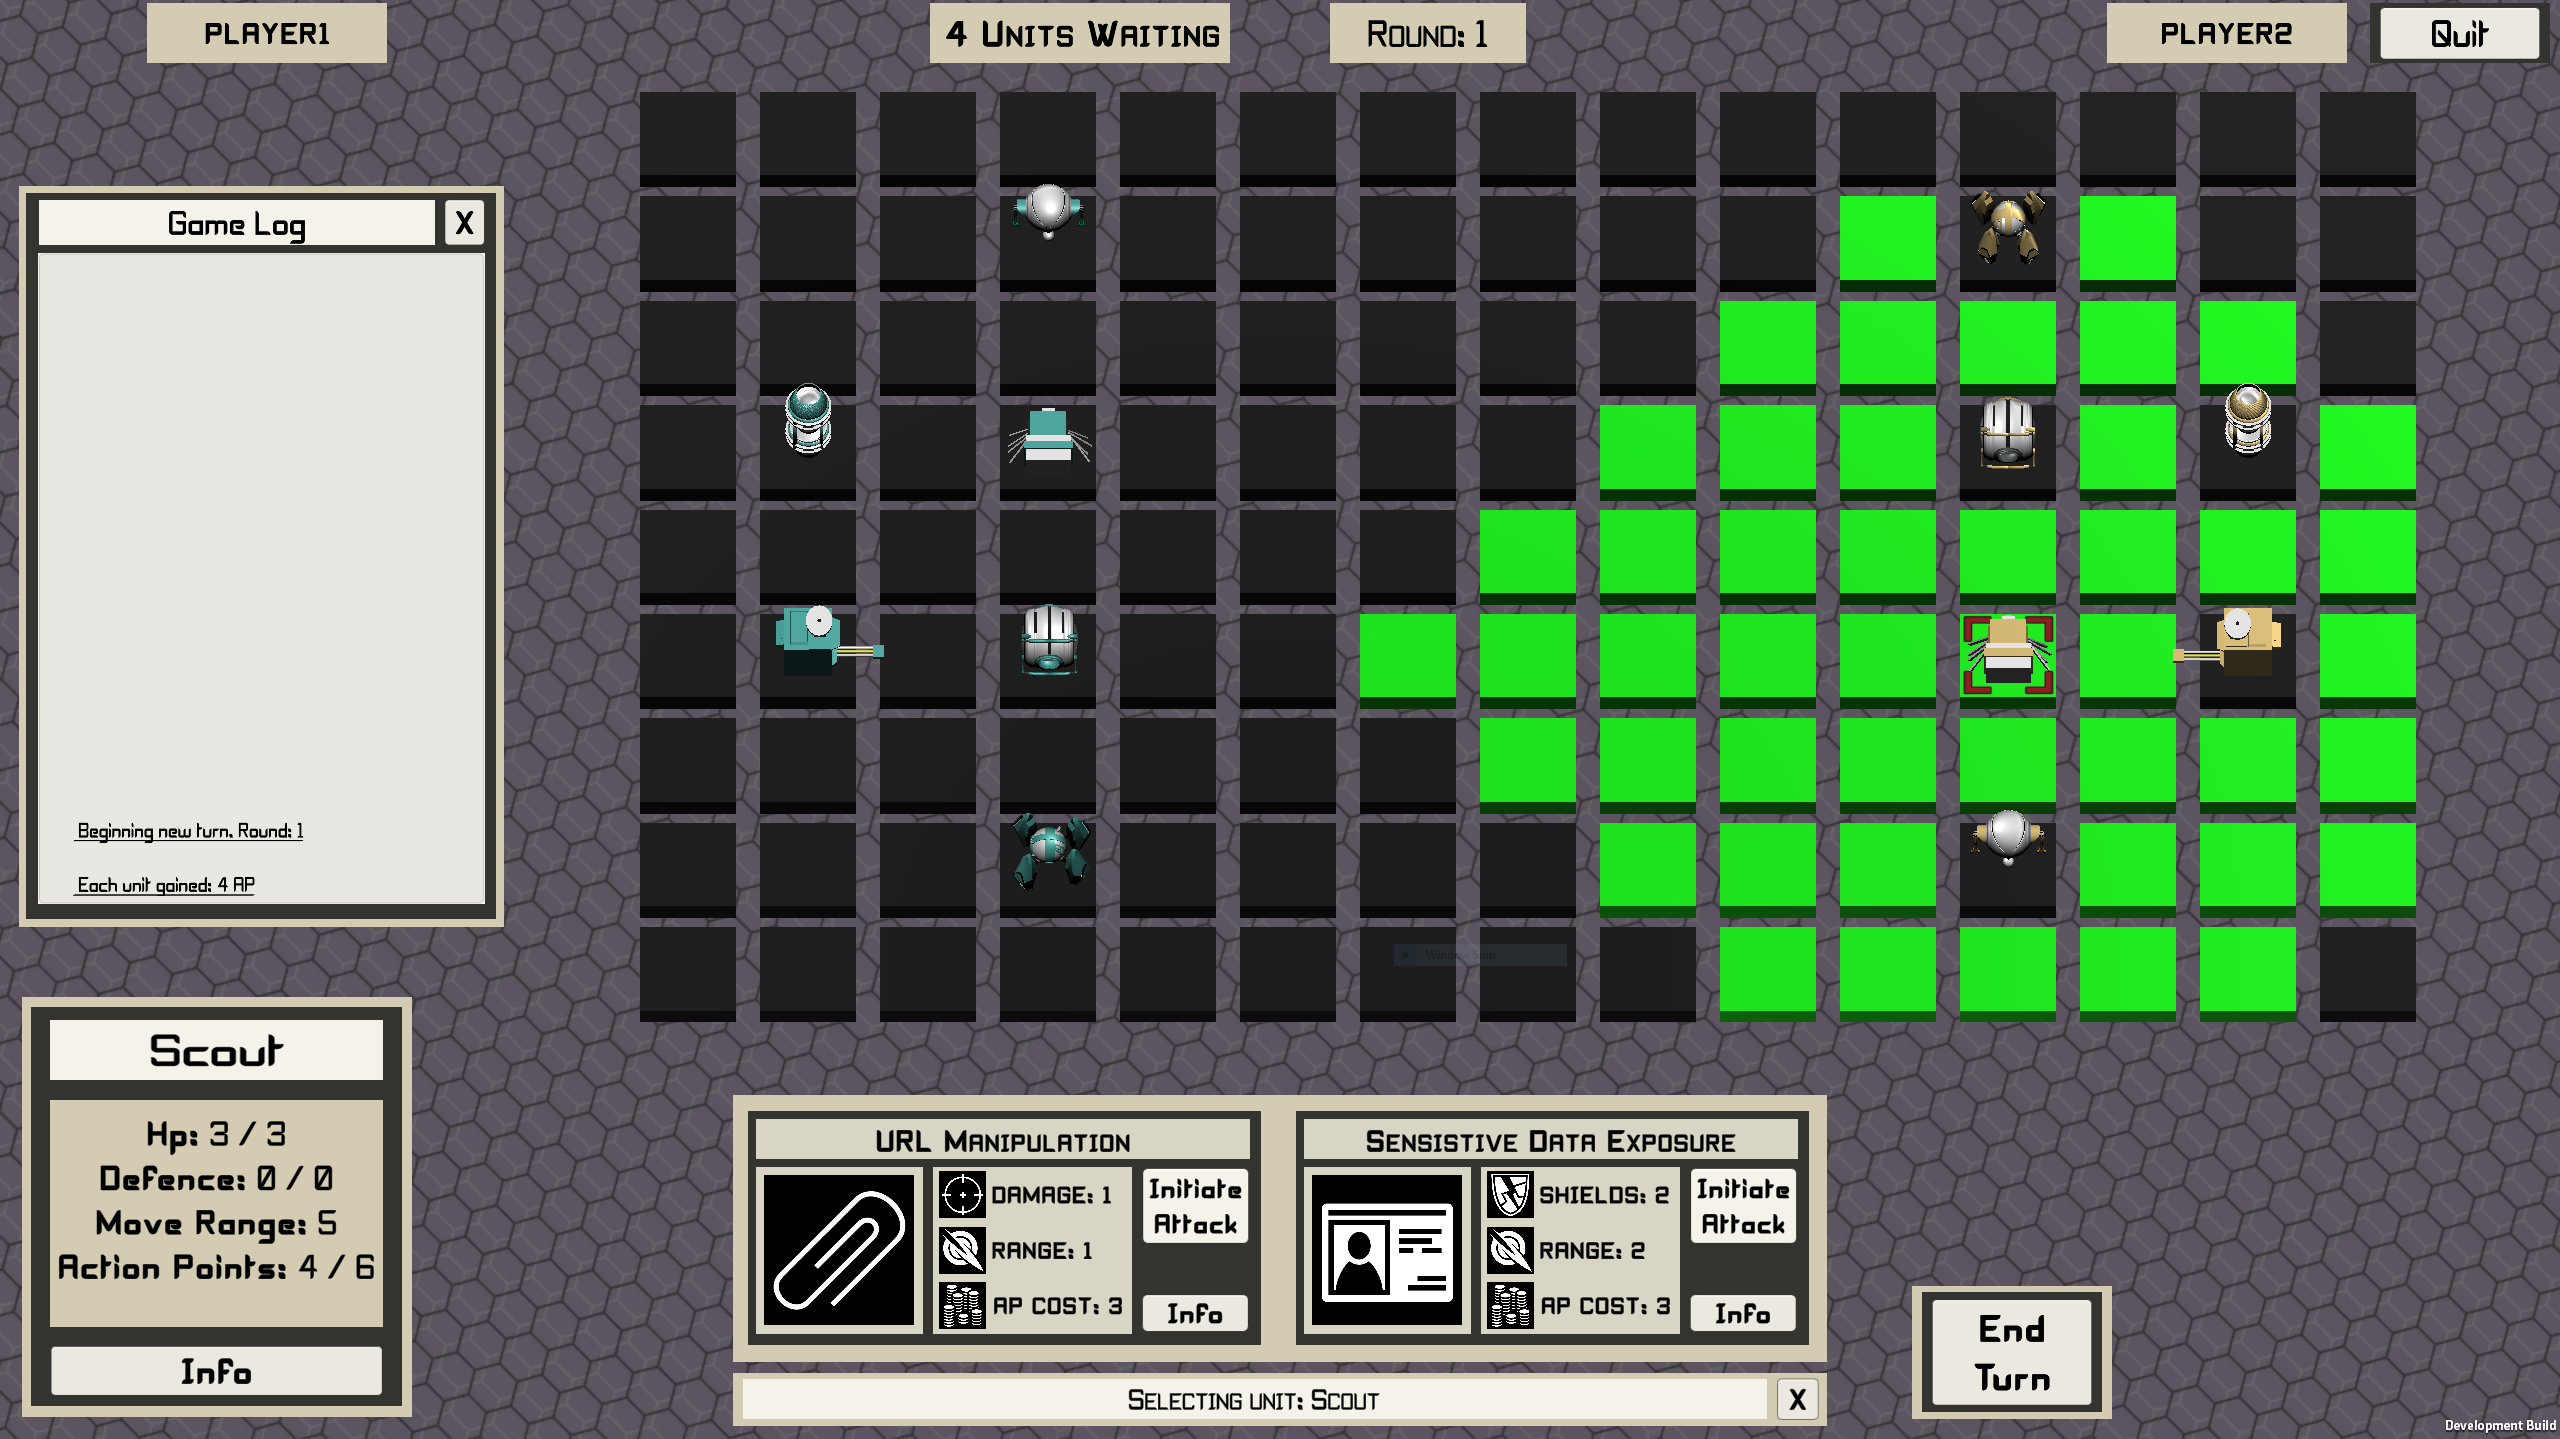 PLAYER1
4 Units Waiting
Round: 1
PLAYER2
Quit
Game Log
X
Beginning new turn. Round: 1
Each unit gained: 4 AP
Window Snip
Scout
Hp: 3 / 3
Defence: 0 / 0
Move Range: 5
Action Points: 4 / 6
Info
URL Manipulation
DAMAGE: 1
RANGE: 1
AP COST: 3
Initiate
Attack
Info
Sensistive Data Exposure
SHIELDS: 2
RANGE: 2
AP COST: 3
Initiate
Attack
Info
Selecting unit: Scout
X
End
Turn
Development Build